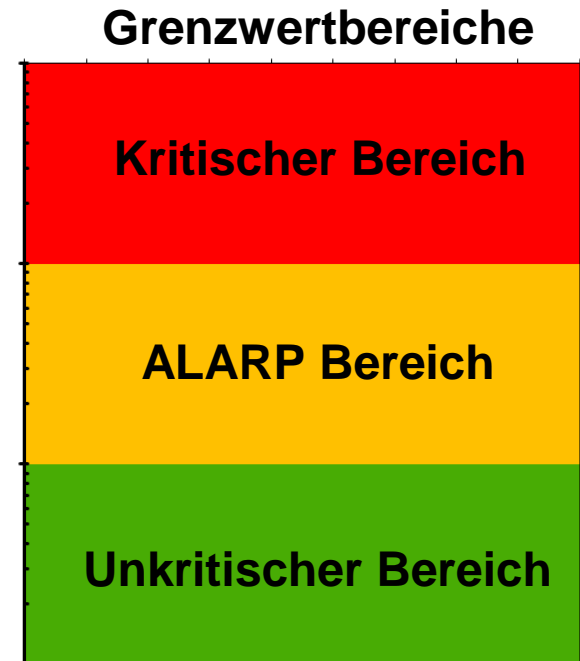 Grenzwertbereiche
Kritischer Bereich
ALARP Bereich
Unkritischer Bereich